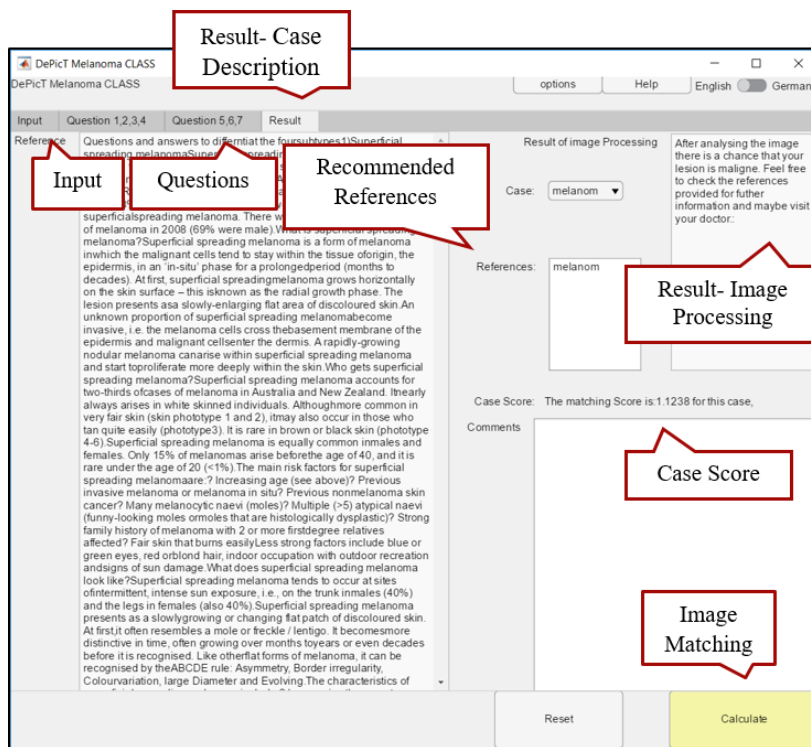 Result- Case
Description
DePicT Melanoma CLASS
DePicT Melanoma CLASS
options
Help
English
German
Input
Question 1,2,3,4
Question 5,6,7
Result
Reference
Questions and answers to differntiat the foursubtypes1)Superficial
spreading melanomaSuper spreading
Input
Questions
Recommended
References
superficialspreading melanoma. There w
of melanoma in 2008 (69% were male).What is superficial spreading
melanoma?Superficial spreading melanoma is a form of melanoma
inwhich the malignant cells tend to stay within the tissue oforigin, the
epidermis, in an 'in-situ' phase for a prolongedperiod (months to
decades). At first, superficial spreadingmelanoma grows horizontally
on the skin surface – this isknown as the radial growth phase. The
lesion presents asa slowly-enlarging flat area of discoloured skin.An
unknown proportion of superficial spreading melanomabecome
invasive, i.e. the melanoma cells cross thebasement membrane of the
epidermis and malignant cellsenter the dermis. A rapidly-growing
nodular melanoma canarise within superficial spreading melanoma
and start toproliferate more deeply within the skin.Who gets superficial
spreading melanoma?Superficial spreading melanoma accounts for
two-thirds ofcases of melanoma in Australia and New Zealand. Itnearly
always arises in white skinned individuals. Althoughmore common in
very fair skin (skin phototype 1 and 2), itmay also occur in those who
tan quite easily (phototype3). It is rare in brown or black skin (phototype
4-6).Superficial spreading melanoma is equally common inmales and
females. Only 15% of melanomas arise beforethe age of 40, and it is
rare under the age of 20 (<1%).The main risk factors for superficial
spreading melanomaare:? Increasing age (see above)? Previous
invasive melanoma or melanoma in situ? Previous nonmelanoma skin
cancer? Many melanocytic naevi (moles)? Multiple (>5) atypical naevi
(funny-looking moles ormoles that are histologically dysplastic)? Strong
family history of melanoma with 2 or more firstdegree relatives
affected? Fair skin that burns easilyLess strong factors include blue or
green eyes, red orblond hair, indoor occupation with outdoor recreation
andsigns of sun damage.What does superficial spreading melanoma
look like?Superficial spreading melanoma tends to occur at sites
ofintermittent, intense sun exposure, i.e., on the trunk inmales (40%)
and the legs in females (also 40%).Superficial spreading melanoma
presents as a slowlygrowing or changing flat patch of discoloured skin.
At first,it often resembles a mole or freckle / lentigo. It becomesmore
distinctive in time, often growing over months toyears or even decades
before it is recognised. Like otherflat forms of melanoma, it can be
recognised by theABCDE rule: Asymmetry, Border irregularity,
Colourvariation, large Diameter and Evolving.The characteristics of
Result of image Processing
Case:
melanom
References:
melanom
After analysing the image
there is a chance that your
lesion is maligne. Feel free
to check the references
provided for futher
information and maybe visit
your doctor.:
Result- Image
Processing
Case Score:
The matching Score is:1.1238 for this case,
Comments
Case Score
Image
Matching
Reset
Calculate